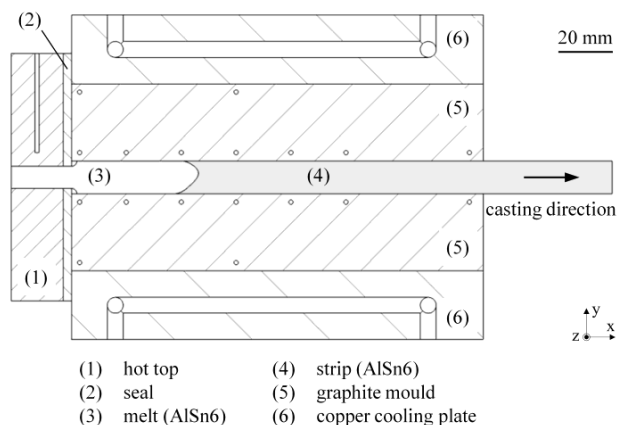 (2)
(6)
20 mm
(5)
(3)
(4)
casting direction
(5)
(1)
(6)
y
z
x
(1) hot top
(4) strip (AlSn6)
(2) seal
(5) graphite mould
(3) melt (AlSn6)
(6) copper cooling plate